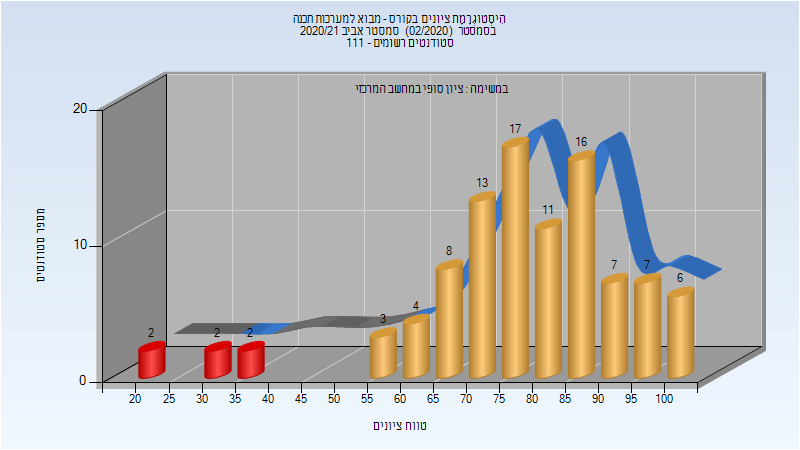 היסטוגרמת ציונים בקורס - מבוא למערכות תכנה
בסמסטר (02/2020) סמסטר אביב 2020/21
סטודנטים רשומים - 111
במשימה : ציון סופי במחשב המרכזי
מספר סטודנטים
20
10
0
2 2 2 3 4 8 13 17 11 16 7 7 6
20 25 30 35 40 45 50 55 60 65 70 75 80 85 90 95 100
טווח ציונים